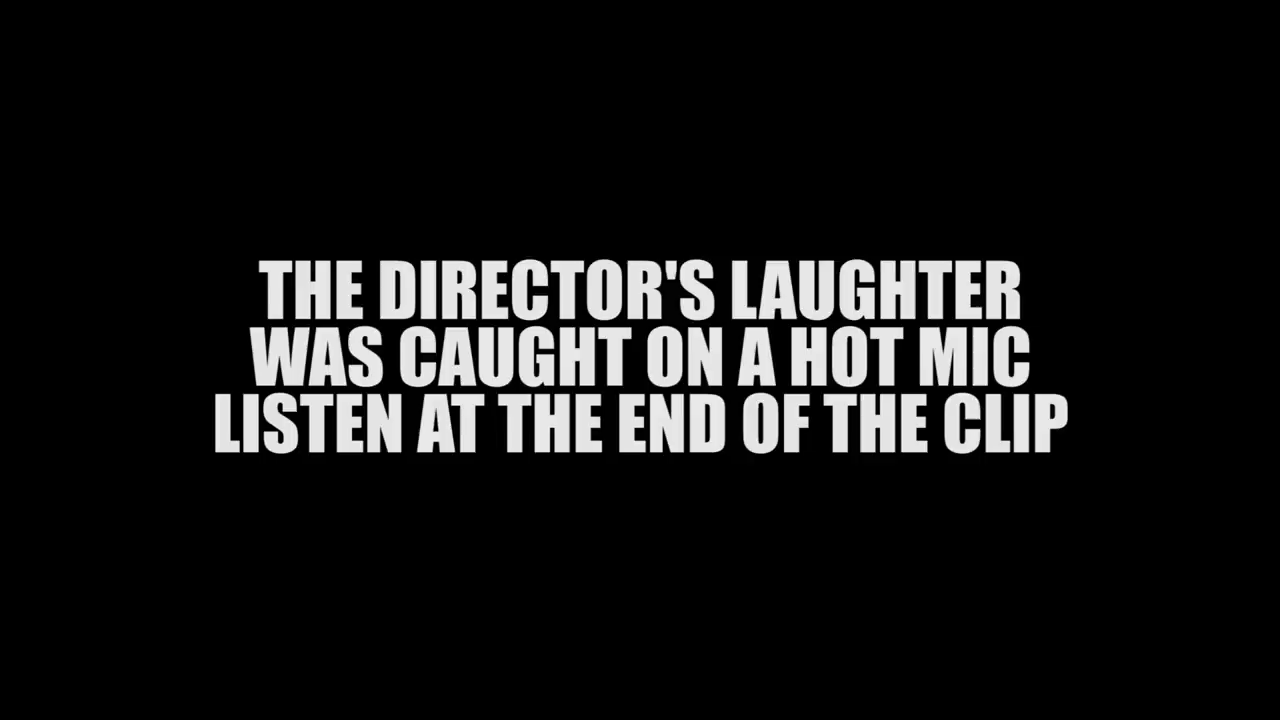 THE DIRECTOR'S LAUGHTER
WAS CAUGHT ON A HOT MIC
LISTEN AT THE END OF THE CLIP